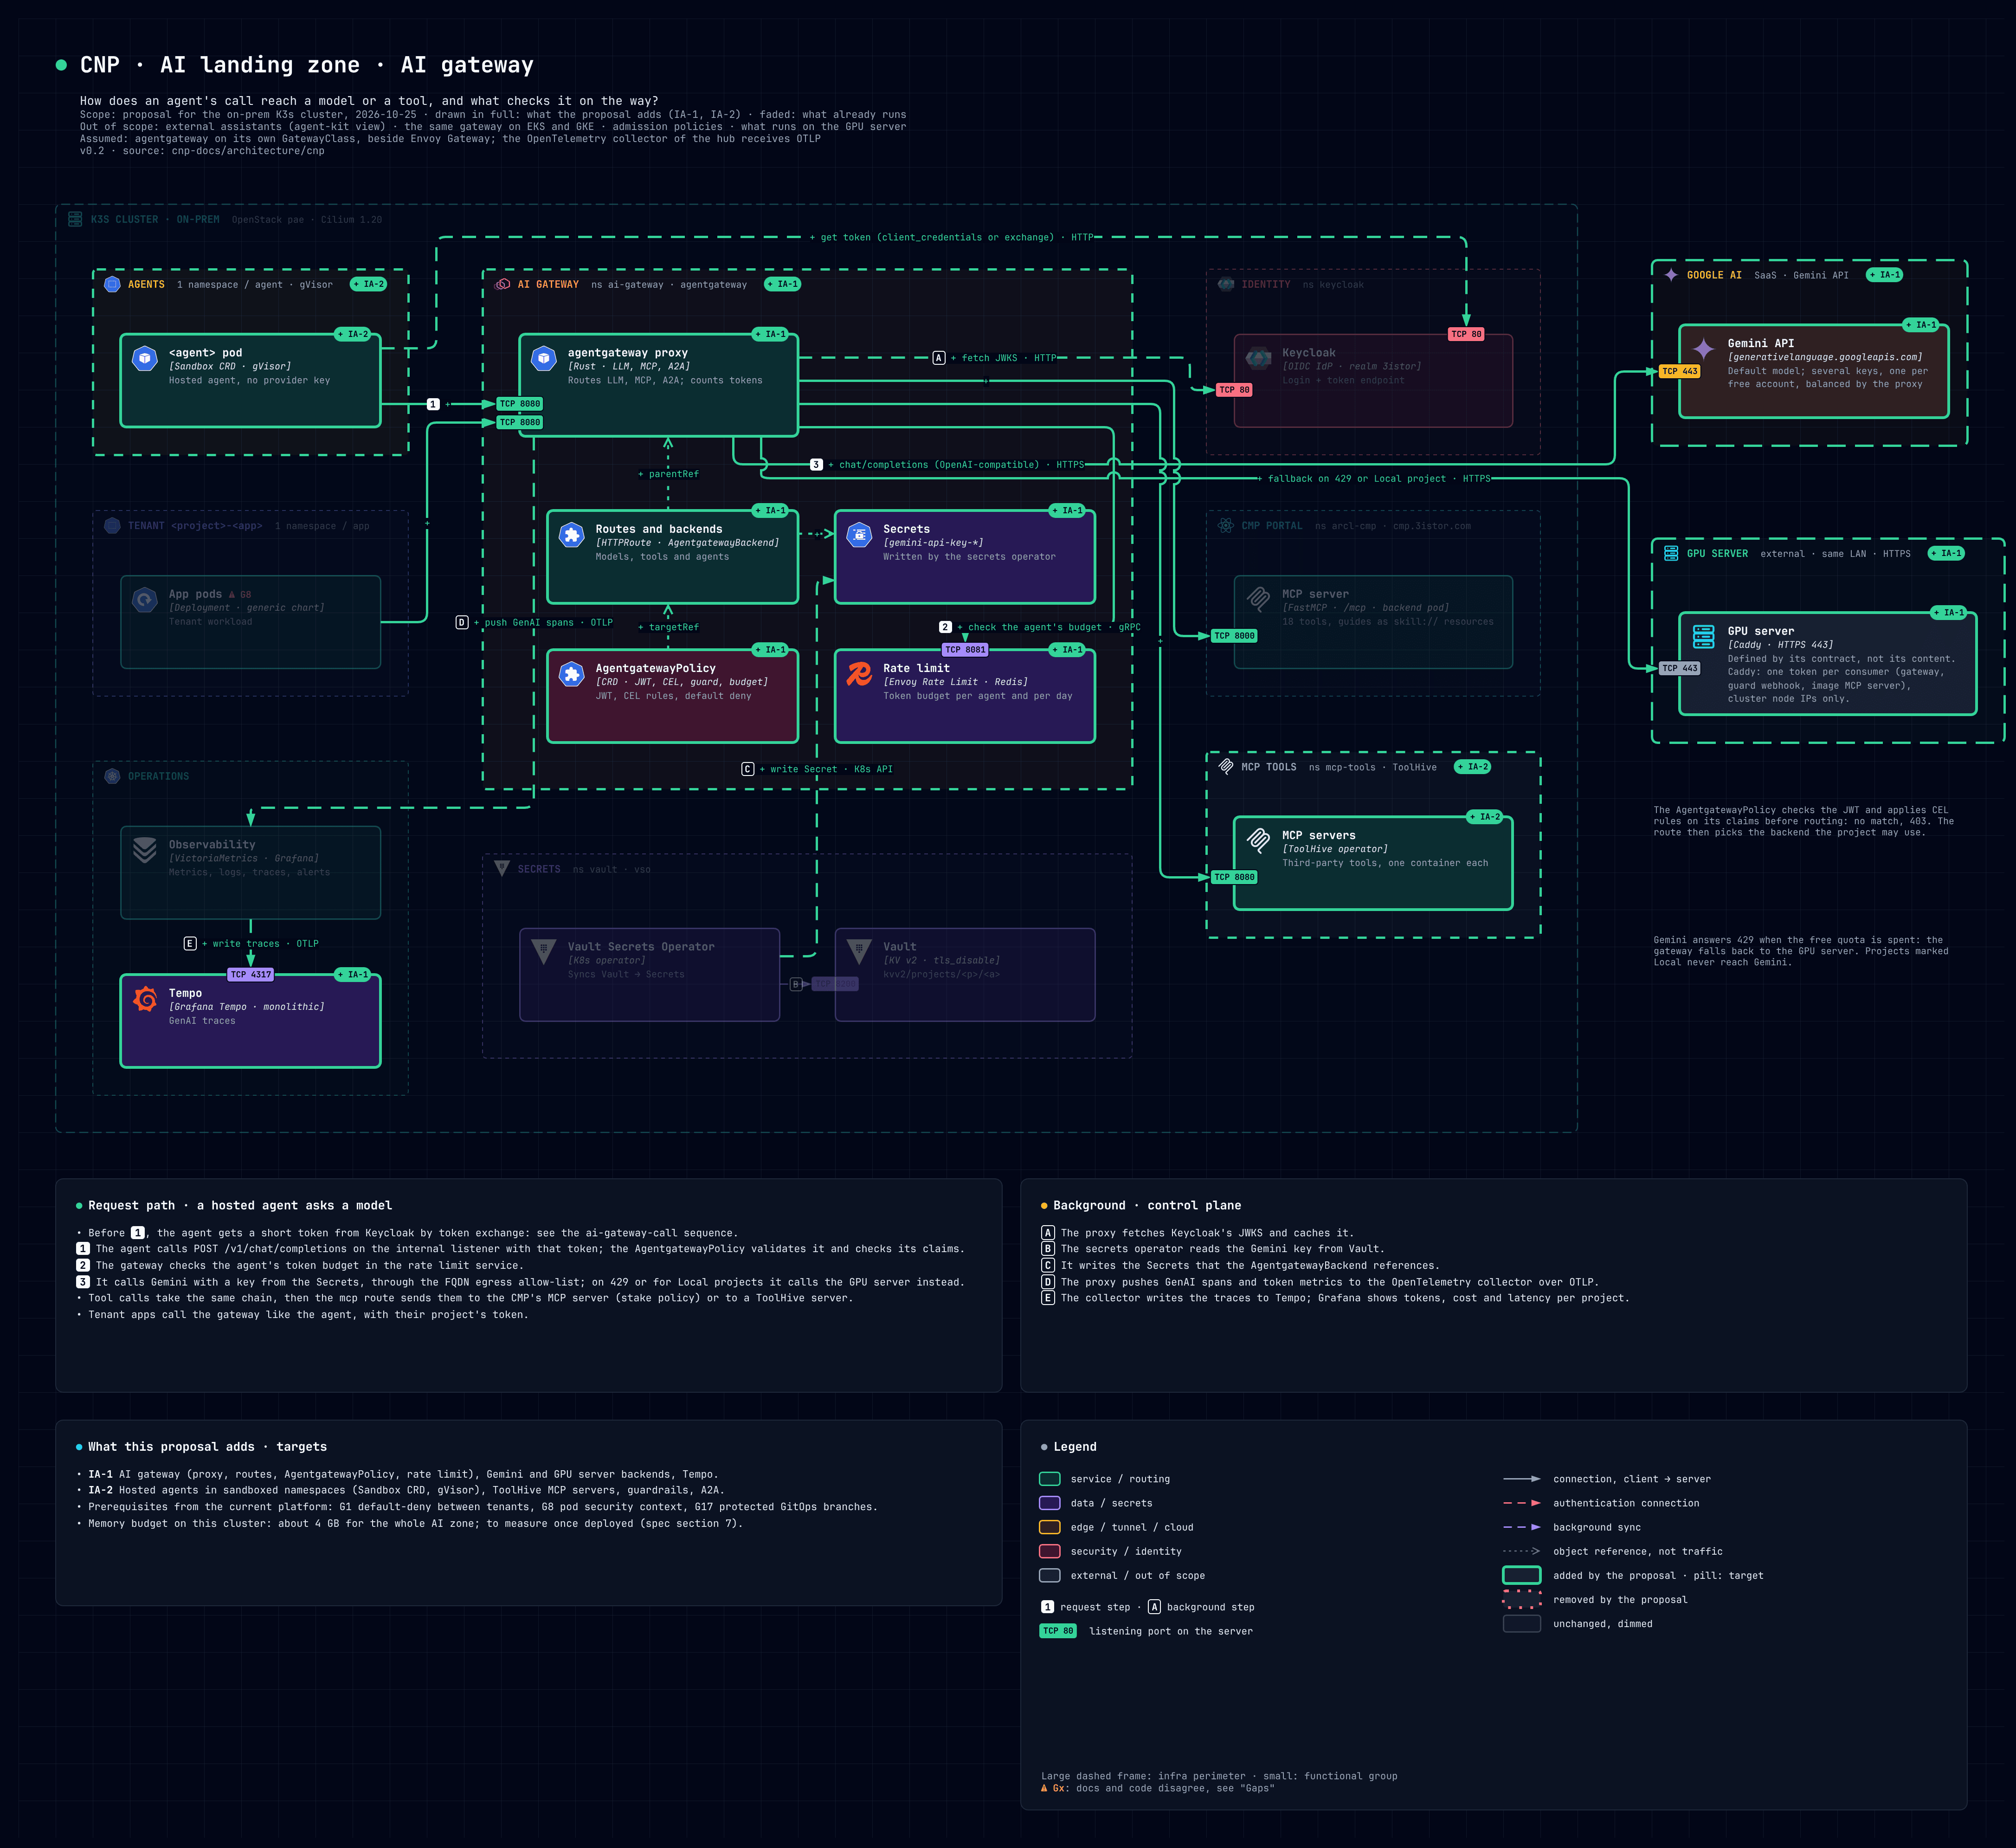 CNP · AI landing zone · AI gateway
How does an agent's call reach a model or a tool, and what checks it on the way?
Scope: proposal for the on-prem K3s cluster, 2026-10-25 · drawn in full: what the proposal adds (IA-1, IA-2) · faded: what already runs
Out of scope: external assistants (agent-kit view) · the same gateway on EKS and GKE · admission policies · what runs on the GPU server
Assumed: agentgateway on its own GatewayClass, beside Envoy Gateway; the OpenTelemetry collector of the hub receives OTLP
v0.2 · source: cnp-docs/architecture/cnp
K3S CLUSTER · ON-PREM OpenStack pae · Cilium 1.20
+ get token (client_credentials or exchange) · HTTP
AGENTS 1 namespace / agent · gVisor + IA-2
+ IA-2
<agent> pod
[Sandbox CRD · gVisor]
Hosted agent, no provider key
1 +
AI GATEWAY ns ai-gateway · agentgateway + IA-1
+ IA-1
agentgateway proxy
[Rust · LLM, MCP, A2A]
Routes LLM, MCP, A2A; counts tokens
TCP 8080
TCP 8080
A + fetch JWKS · HTTP
IDENTITY ns keycloak
TCP 80
Keycloak
[OIDC IdP · realm 3istor]
Login + token endpoint
TCP 80
GOOGLE AI SaaS · Gemini API + IA-1
+ IA-1
Gemini API
[generativelanguage.googleapis.com]
Default model; several keys, one per
free account, balanced by the proxy
TCP 443
3 + chat/completions (OpenAI-compatible) · HTTPS
+ fallback on 429 or Local project · HTTPS
+ parentRef
TENANT <project>-<app> 1 namespace / app
App pods G8
[Deployment · generic chart]
Tenant workload
+
+ IA-1
Routes and backends
[HTTPRoute · AgentgatewayBackend]
Models, tools and agents
+ IA-1
Secrets
[gemini-api-key-*]
Written by the secrets operator
CMP PORTAL ns arcl-cmp · cmp.3istor.com
MCP server
[FastMCP · /mcp · backend pod]
18 tools, guides as skill:// resources
TCP 8000
GPU SERVER external · same LAN · HTTPS + IA-1
+ IA-1
GPU server
[Caddy · HTTPS 443]
Defined by its contract, not its content.
Caddy: one token per consumer (gateway,
guard webhook, image MCP server),
cluster node IPs only.
TCP 443
D + push GenAI spans · OTLP
+ targetRef
2 + check the agent's budget · gRPC
+
+ IA-1
AgentgatewayPolicy
[CRD · JWT, CEL, guard, budget]
JWT, CEL rules, default deny
TCP 8081
+ IA-1
Rate limit
[Envoy Rate Limit · Redis]
Token budget per agent and per day
C + write Secret · K8s API
OPERATIONS
Observability
[VictoriaMetrics · Grafana]
Metrics, logs, traces, alerts
E + write traces · OTLP
TCP 4317
+ IA-1
Tempo
[Grafana Tempo · monolithic]
GenAI traces
SECRETS ns vault · vso
Vault Secrets Operator
[K8s operator]
Syncs Vault → Secrets
B
Vault
[KV v2 · tls_disable]
kvv2/projects/<p>/<a>
MCP TOOLS ns mcp-tools · ToolHive + IA-2
+ IA-2
MCP servers
[ToolHive operator]
Third-party tools, one container each
TCP 8080
The AgentgatewayPolicy checks the JWT and applies CEL
rules on its claims before routing: no match, 403. The
route then picks the backend the project may use.
Gemini answers 429 when the free quota is spent: the
gateway falls back to the GPU server. Projects marked
Local never reach Gemini.
Request path · a hosted agent asks a model
• Before 1, the agent gets a short token from Keycloak by token exchange: see the ai-gateway-call sequence.
1 The agent calls POST /v1/chat/completions on the internal listener with that token; the AgentgatewayPolicy validates it and checks its claims.
2 The gateway checks the agent's token budget in the rate limit service.
3 It calls Gemini with a key from the Secrets, through the FQDN egress allow-list; on 429 or for Local projects it calls the GPU server instead.
• Tool calls take the same chain, then the mcp route sends them to the CMP's MCP server (stake policy) or to a ToolHive server.
• Tenant apps call the gateway like the agent, with their project's token.
Background · control plane
A The proxy fetches Keycloak's JWKS and caches it.
B The secrets operator reads the Gemini key from Vault.
C It writes the Secrets that the AgentgatewayBackend references.
D The proxy pushes GenAI spans and token metrics to the OpenTelemetry collector over OTLP.
E The collector writes the traces to Tempo; Grafana shows tokens, cost and latency per project.
What this proposal adds · targets
• IA-1 AI gateway (proxy, routes, AgentgatewayPolicy, rate limit), Gemini and GPU server backends, Tempo.
• IA-2 Hosted agents in sandboxed namespaces (Sandbox CRD, gVisor), ToolHive MCP servers, guardrails, A2A.
• Prerequisites from the current platform: G1 default-deny between tenants, G8 pod security context, G17 protected GitOps branches.
• Memory budget on this cluster: about 4 GB for the whole AI zone; to measure once deployed (spec section 7).
Legend
service / routing
data / secrets
edge / tunnel / cloud
security / identity
external / out of scope
1 request step · A background step
TCP 80 listening port on the server
connection, client → server
authentication connection
background sync
object reference, not traffic
added by the proposal · pill: target
removed by the proposal
unchanged, dimmed
Large dashed frame: infra perimeter · small: functional group
Gx: docs and code disagree, see "Gaps"